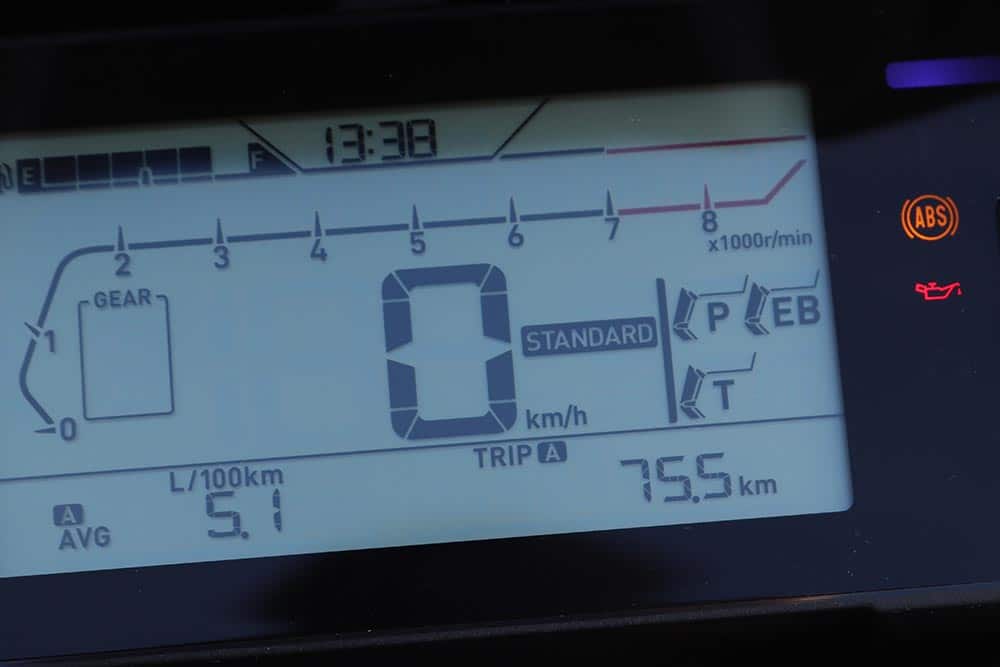 E F 13:38
2 3 4 5 6 7 8
x1000r/min
GEAR
1
0
0 km/h
STANDARD
P EB
T
ABS
TRIP A
L/100km
A AVG 5.1
75.5 km